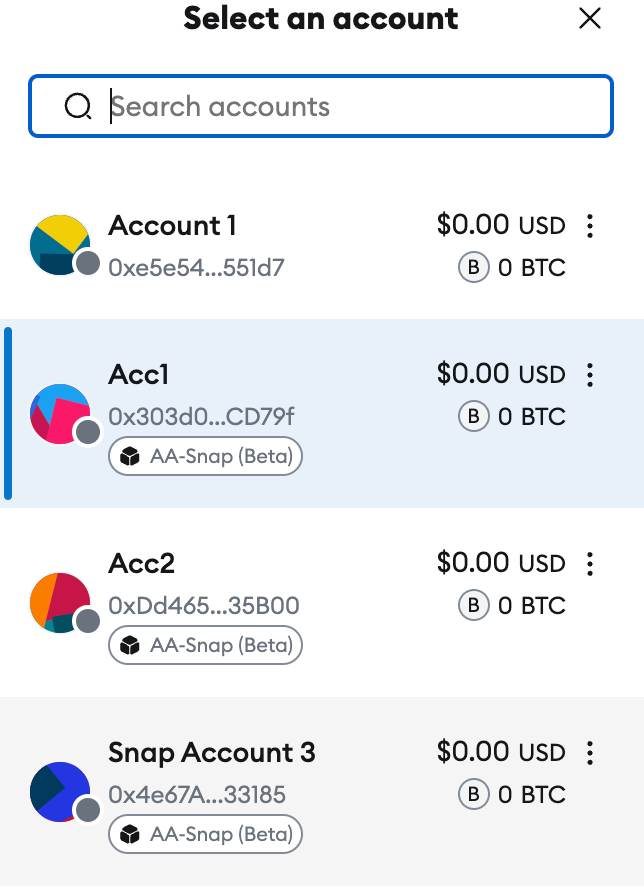 Select an account
Search accounts
Account 1 $0.00 USD
0xe5e54...551d7 B 0 BTC
Acc1 $0.00 USD
0x303d0...CD79f B 0 BTC
AA-Snap (Beta)
Acc2 $0.00 USD
0xDd465...35B00 B 0 BTC
AA-Snap (Beta)
Snap Account 3 $0.00 USD
0x4e67A...33185 B 0 BTC
AA-Snap (Beta)